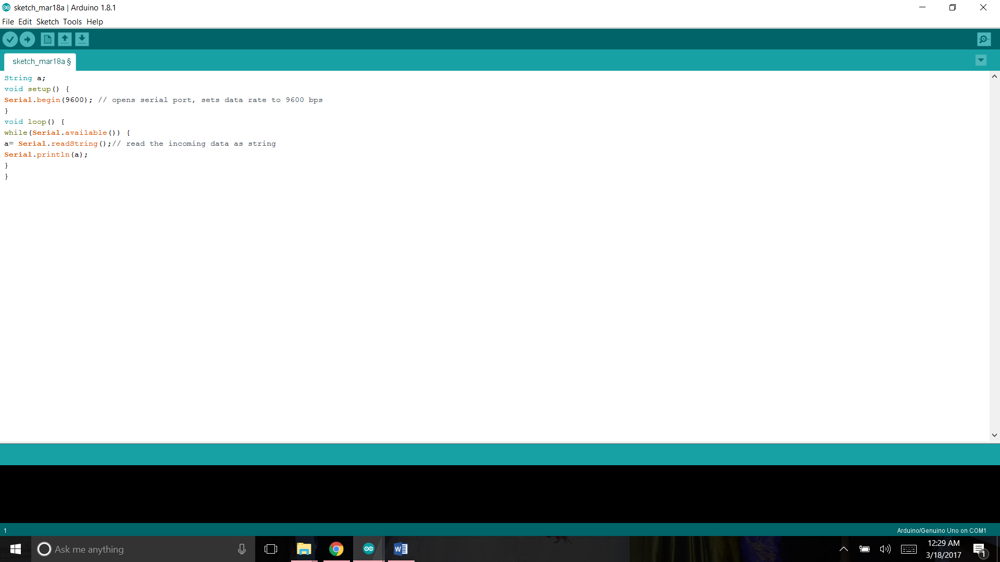 sketch_mar18a | Arduino 1.8.1
File Edit Sketch Tools Help
sketch_mar18a §
String a;
void setup() {
Serial.begin(9600); // opens serial port, sets data rate to 9600 bps
}
void loop() {
while(Serial.available()) {
a= Serial.readString();// read the incoming data as string
Serial.println(a);
}
}
1
Arduino/Genuino Uno on COM1
Ask me anything
12:29 AM
3/18/2017
1